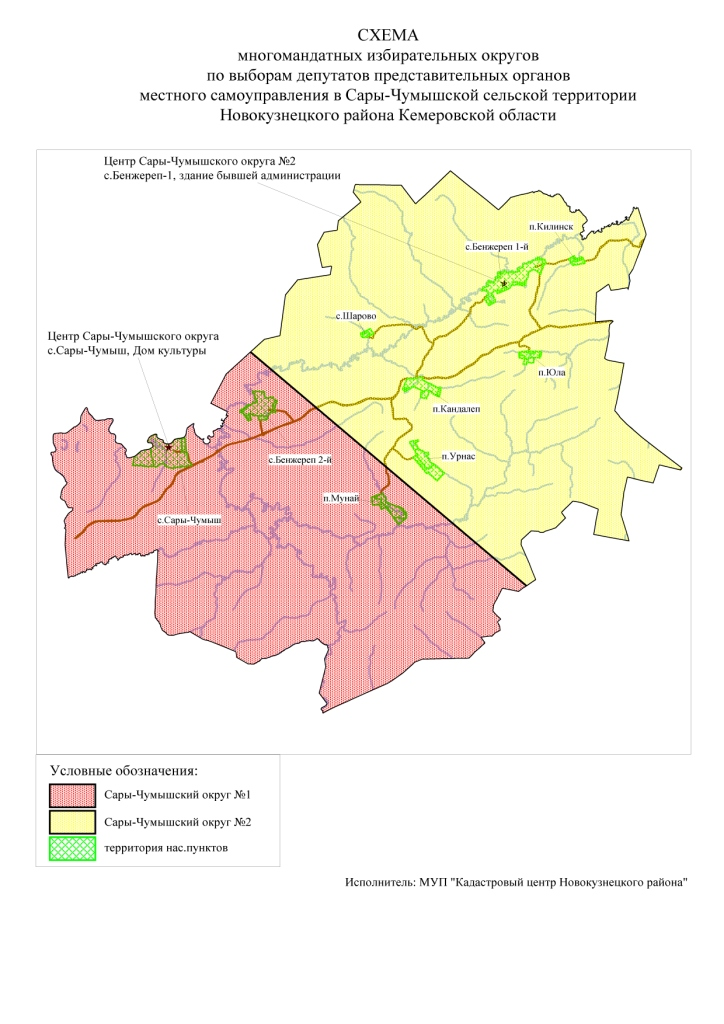 СХЕМА
многомандатных избирательных округов
по выборам депутатов представительных органов
местного самоуправления в Сары-Чумышской сельской территории
Новокузнецкого района Кемеровской области
Центр Сары-Чумышского округа №2
с.Бенжереп-1, здание бывшей администрации
п.Килинск
с.Бенжереп 1-й
с.Шарово
Центр Сары-Чумышского округа
с.Сары-Чумыш, Дом культуры
п.Юла
п.Кандалеп
п.Урнас
с.Бенжереп 2-й
п.Мунай
с.Сары-Чумыш
Условные обозначения:
Сары-Чумышский округ №1
Сары-Чумышский округ №2
территория нас.пунктов
Исполнитель: МУП "Кадастровый центр Новокузнецкого района"